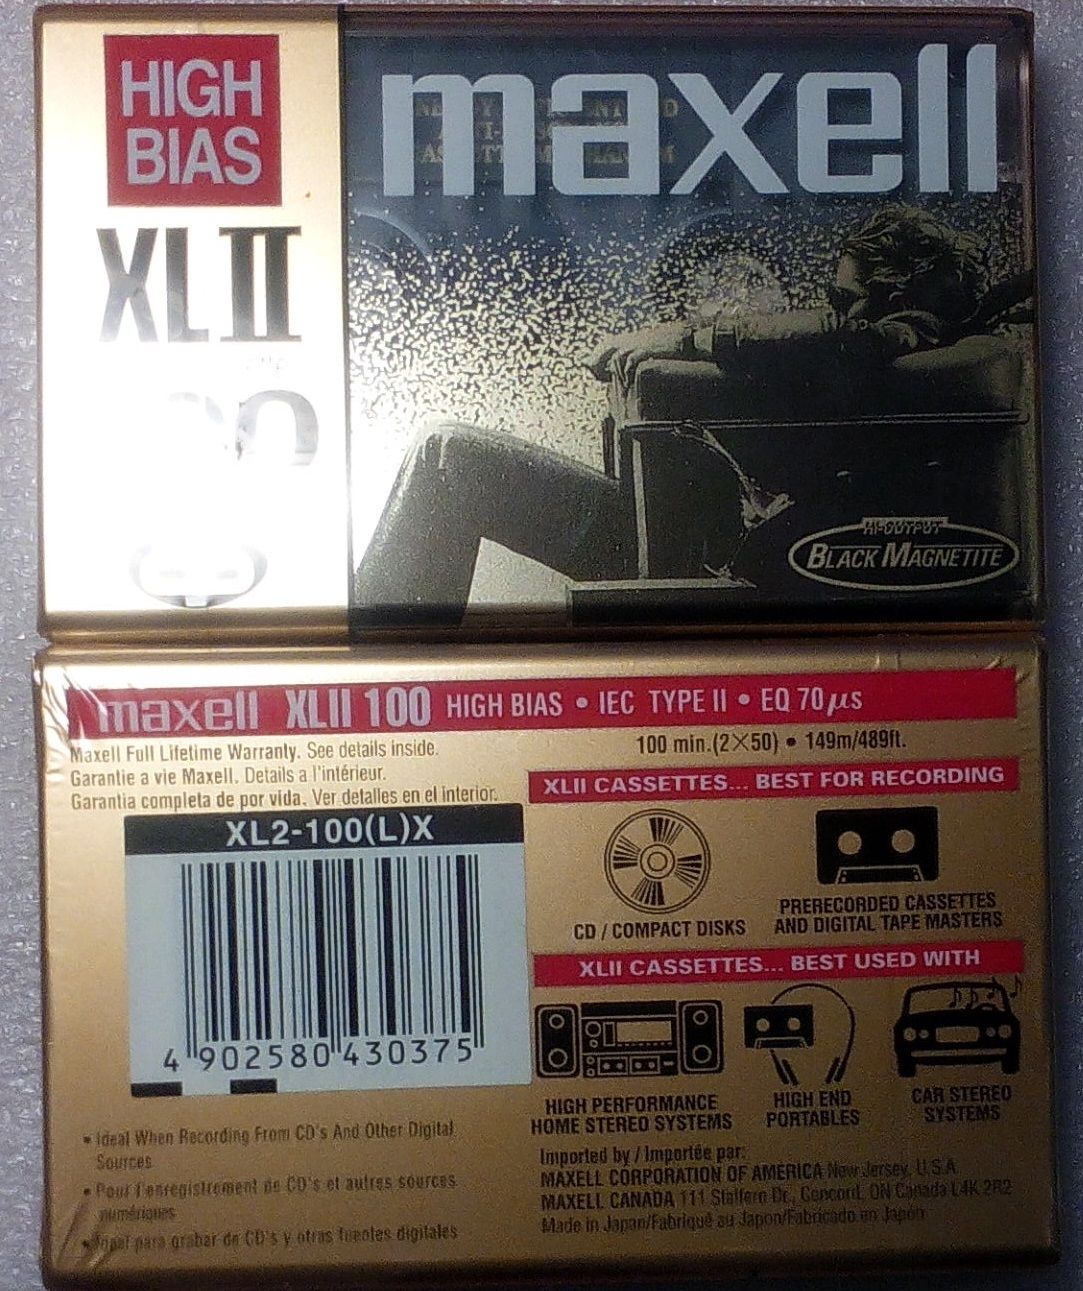 HIGH
BIAS
maxell
XLII
HI-OUTPUT
BLACK MAGNETITE
maxell XLII 100 HIGH BIAS • IEC TYPE II • EQ 70µs
Maxell Full Lifetime Warranty. See details inside.
Garantie a vie Maxell. Details a l'intérieur.
Garantia completa de por vida. Ver detalles en el interior.
100 min.(2×50) • 149m/489ft.
XLII CASSETTES... BEST FOR RECORDING
XL2-100(L)X
4 902580 430375
CD / COMPACT DISKS
PRERECORDED CASSETTES
AND DIGITAL TAPE MASTERS
XLII CASSETTES... BEST USED WITH
HIGH PERFORMANCE
HOME STEREO SYSTEMS
HIGH END
PORTABLES
CAR STEREO
SYSTEMS
• Ideal When Recording From CD's And Other Digital
Sources
• Pour l'enregistrement de CD's et autres sources
numériques
• Ideal para grabar de CD's y otras fuentes digitales
Imported by / Importée par:
MAXELL CORPORATION OF AMERICA New Jersey, U.S.A
MAXELL CANADA 111 Staffern Dr., Concord, ON Canada L4K 2R2
Made in Japan/Fabriqué au Japon/Fabricado en Japón